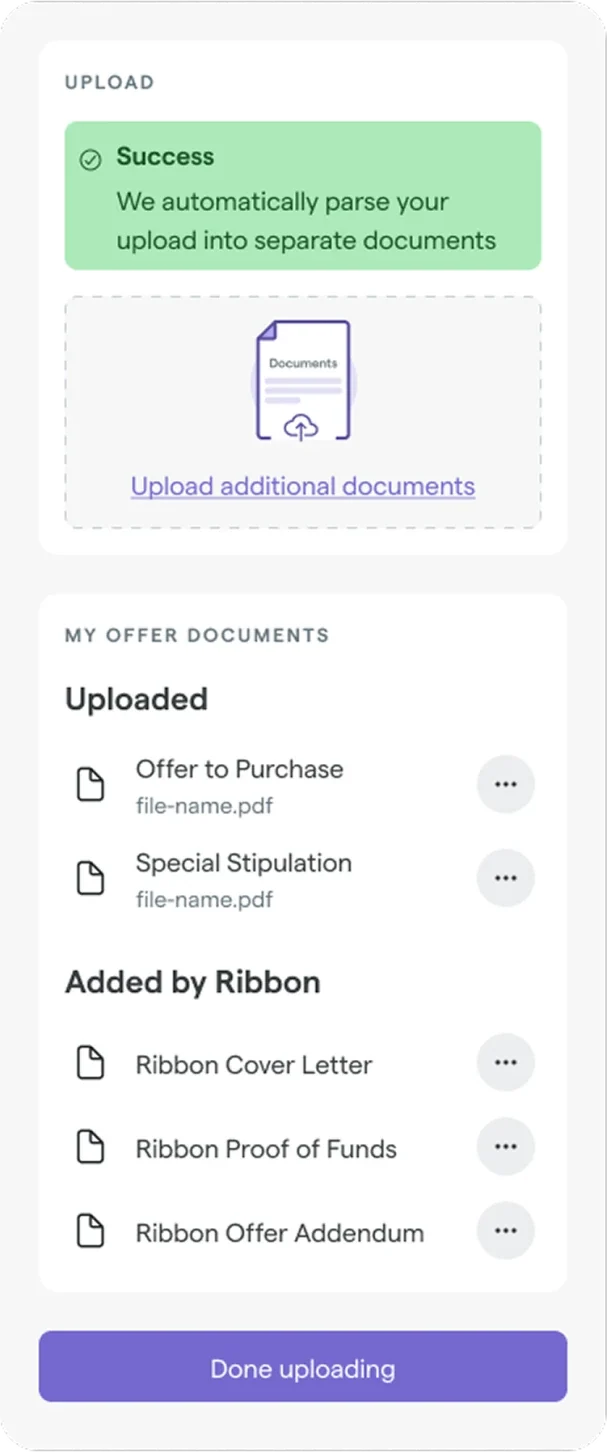 UPLOAD
Success
We automatically parse your
upload into separate documents
Documents
Upload additional documents
MY OFFER DOCUMENTS
Uploaded
Offer to Purchase
file-name.pdf
Special Stipulation
file-name.pdf
Added by Ribbon
Ribbon Cover Letter
Ribbon Proof of Funds
Ribbon Offer Addendum
Done uploading